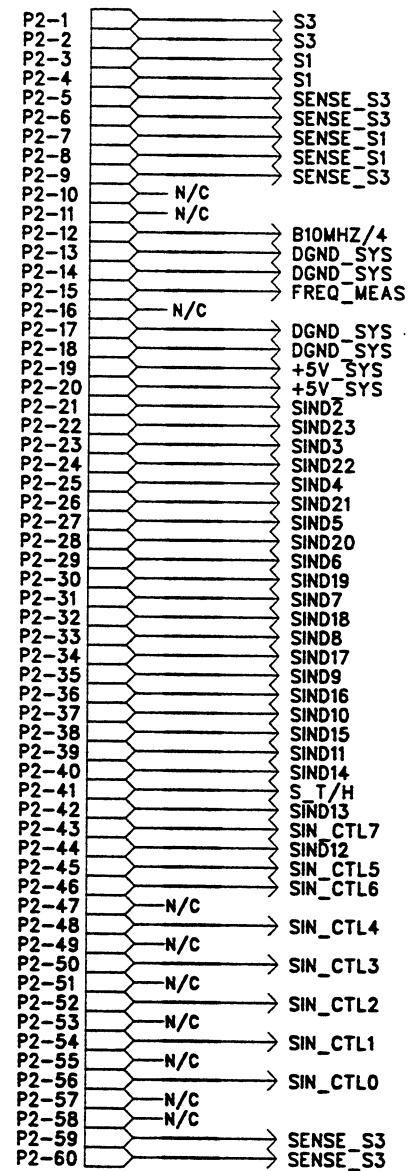 P2-1 S3
P2-2 S3
P2-3 S1
P2-4 S1
P2-5 SENSE_S3
P2-6 SENSE_S3
P2-7 SENSE_S1
P2-8 SENSE_S1
P2-9 SENSE_S3
P2-10 N/C
P2-11 N/C
P2-12 B10MHZ/4
P2-13 DGND_SYS
P2-14 DGND_SYS
P2-15 FREQ_MEAS
P2-16 N/C
P2-17 DGND_SYS
P2-18 DGND_SYS
P2-19 +5V_SYS
P2-20 +5V_SYS
P2-21 SIND2
P2-22 SIND23
P2-23 SIND3
P2-24 SIND22
P2-25 SIND4
P2-26 SIND21
P2-27 SIND5
P2-28 SIND20
P2-29 SIND6
P2-30 SIND19
P2-31 SIND7
P2-32 SIND18
P2-33 SIND8
P2-34 SIND17
P2-35 SIND9
P2-36 SIND16
P2-37 SIND10
P2-38 SIND15
P2-39 SIND11
P2-40 SIND14
P2-41 S_T/H
P2-42 SIND13
P2-43 SIN_CTL7
P2-44 SIND12
P2-45 SIN_CTL5
P2-46 SIN_CTL6
P2-47 N/C
P2-48 SIN_CTL4
P2-49 N/C
P2-50 SIN_CTL3
P2-51 N/C
P2-52 SIN_CTL2
P2-53 N/C
P2-54 SIN_CTL1
P2-55 N/C
P2-56 SIN_CTL0
P2-57 N/C
P2-58 N/C
P2-59 SENSE_S3
P2-60 SENSE_S3